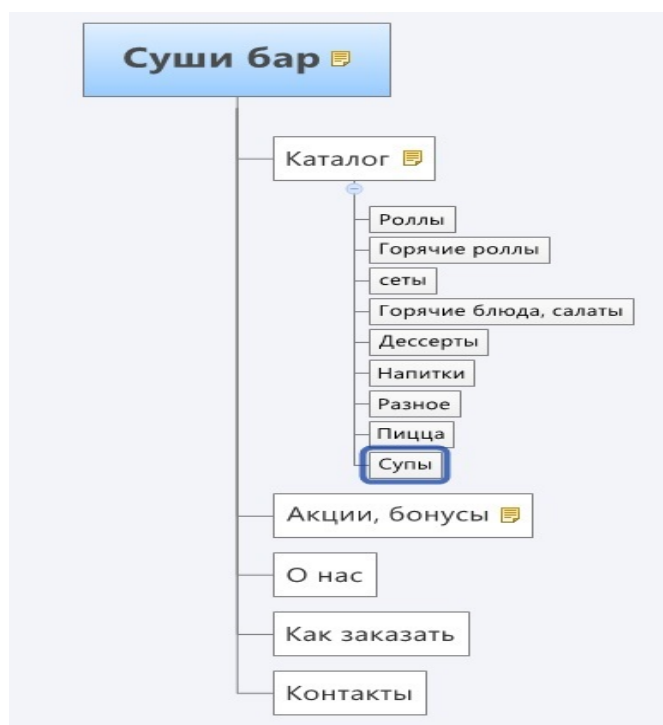 Суши бар
Каталог
Роллы
Горячие роллы
сеты
Горячие блюда, салаты
Дессерты
Напитки
Разное
Пицца
Супы
Акции, бонусы
О нас
Как заказать
Контакты